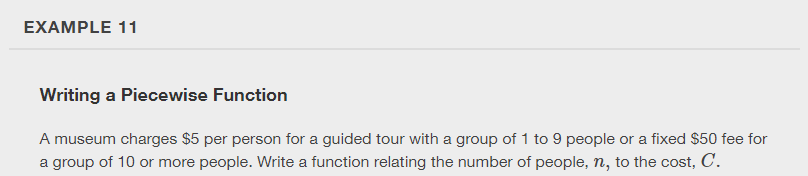 EXAMPLE 11
Writing a Piecewise Function
A museum charges $5 per person for a guided tour with a group of 1 to 9 people or a fixed $50 fee for
a group of 10 or more people. Write a function relating the number of people, n, to the cost, C.